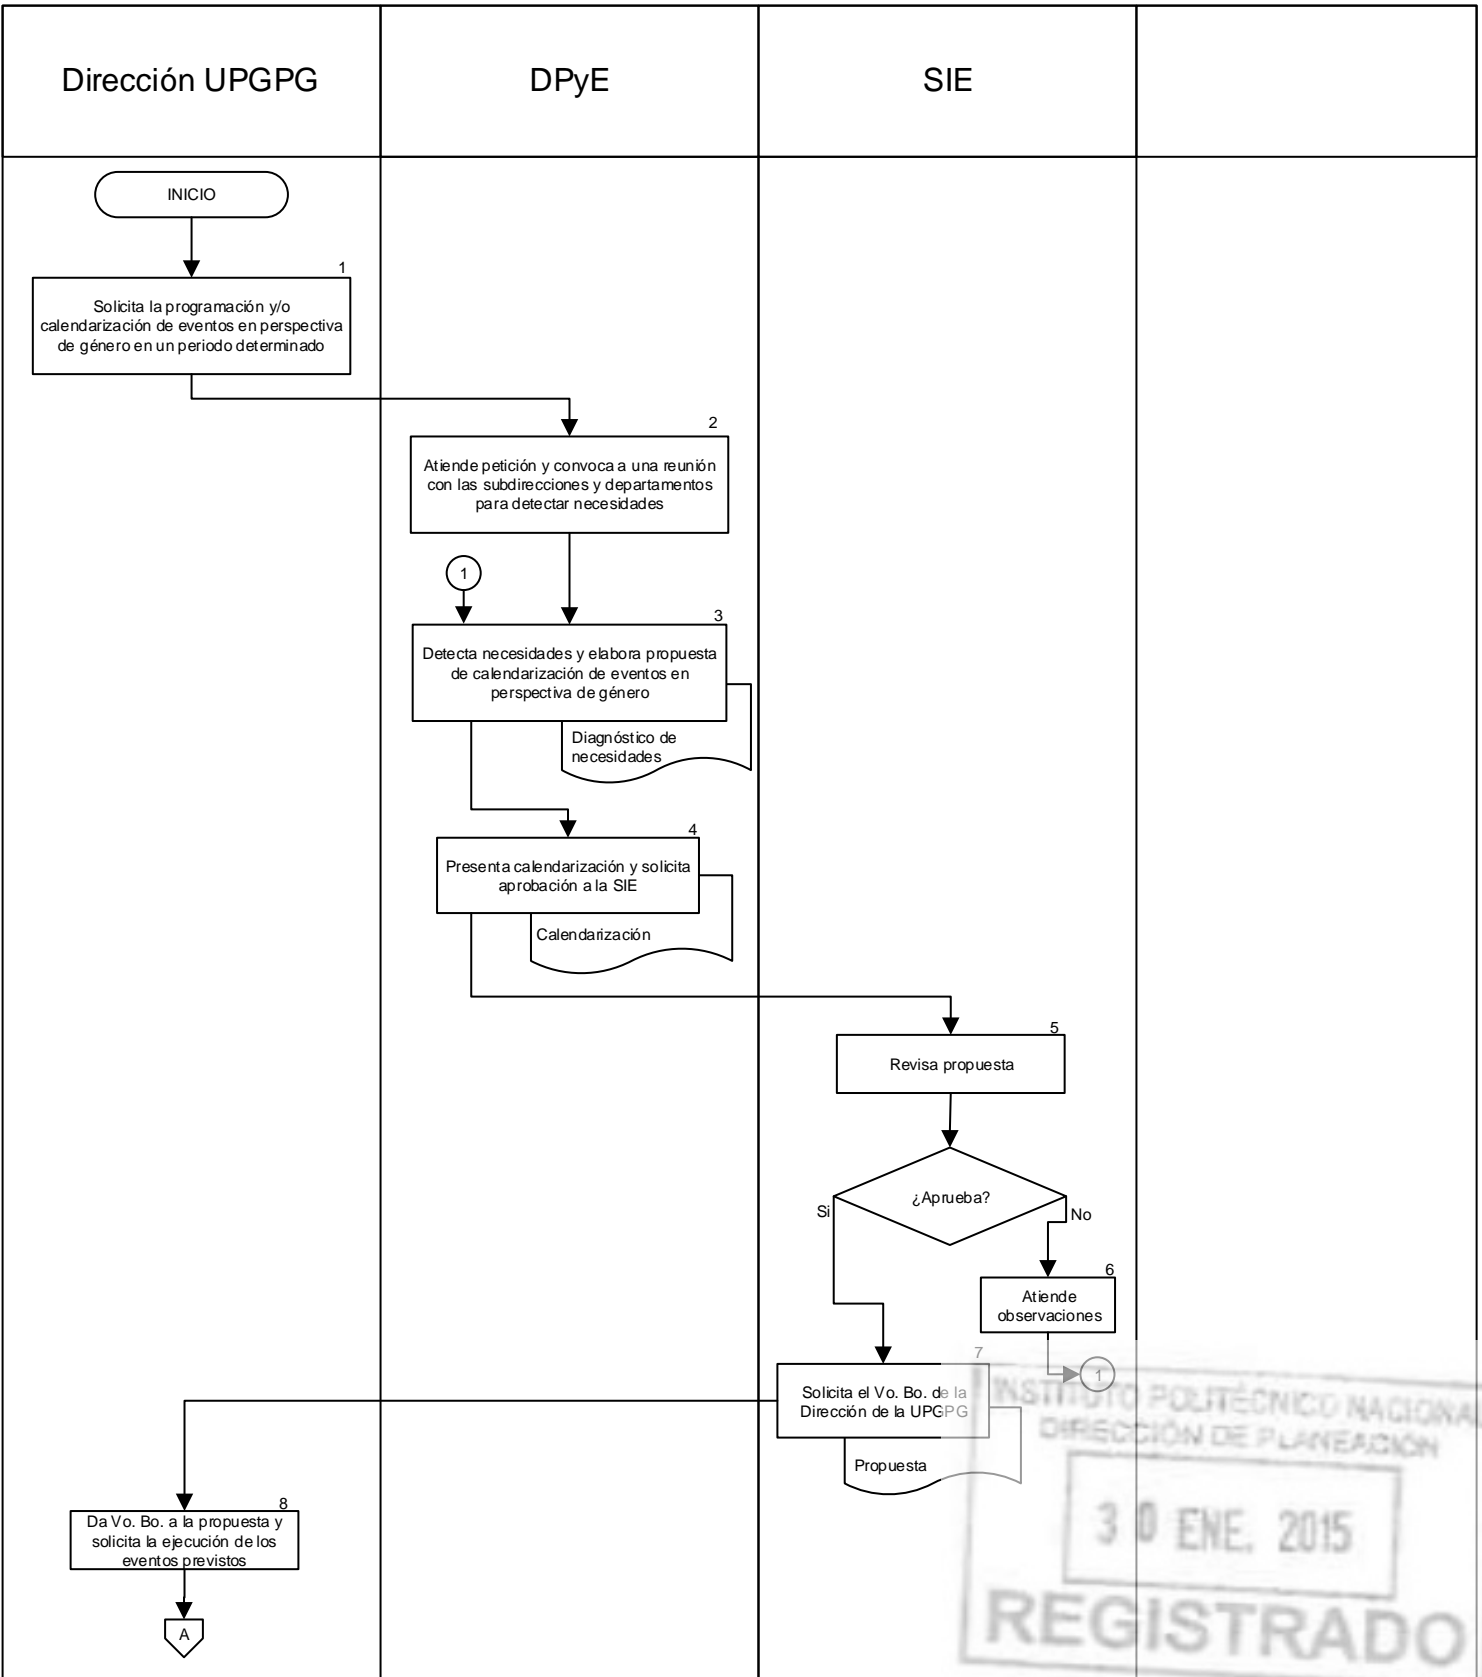 Dirección UPGPG
DPyE
SIE
INICIO
1
Solicita la programación y/o
calendarización de eventos en perspectiva
de género en un periodo determinado
2
Atiende petición y convoca a una reunión
con las subdirecciones y departamentos
para detectar necesidades
1
3
Detecta necesidades y elabora propuesta
de calendarización de eventos en
perspectiva de género
Diagnóstico de
necesidades
4
Presenta calendarización y solicita
aprobación a la SIE
Calendarización
5
Revisa propuesta
¿Aprueba?
Si
No
6
Atiende
observaciones
1
7
Solicita el Vo. Bo. de la
Dirección de la UPGPG
Propuesta
8
Da Vo. Bo. a la propuesta y
solicita la ejecución de los
eventos previstos
A
INSTITUTO POLITÉCNICO NACIONAL
DIRECCIÓN DE PLANEACIÓN
30 ENE. 2015
REGISTRADO